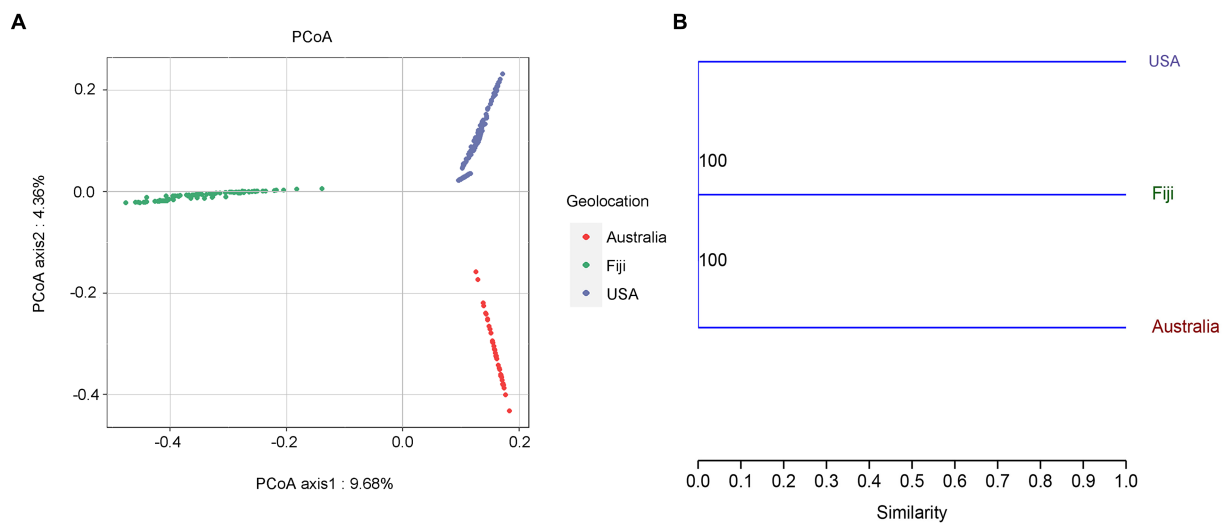 A
PCoA
0.2
0.0
-0.2
-0.4
PCoA axis2 : 4.36%
-0.4
-0.2
0.0
0.2
PCoA axis1 : 9.68%
Geolocation
Australia
Fiji
USA
B
USA
100
Fiji
100
Australia
0.0 0.1 0.2 0.3 0.4 0.5 0.6 0.7 0.8 0.9 1.0
Similarity